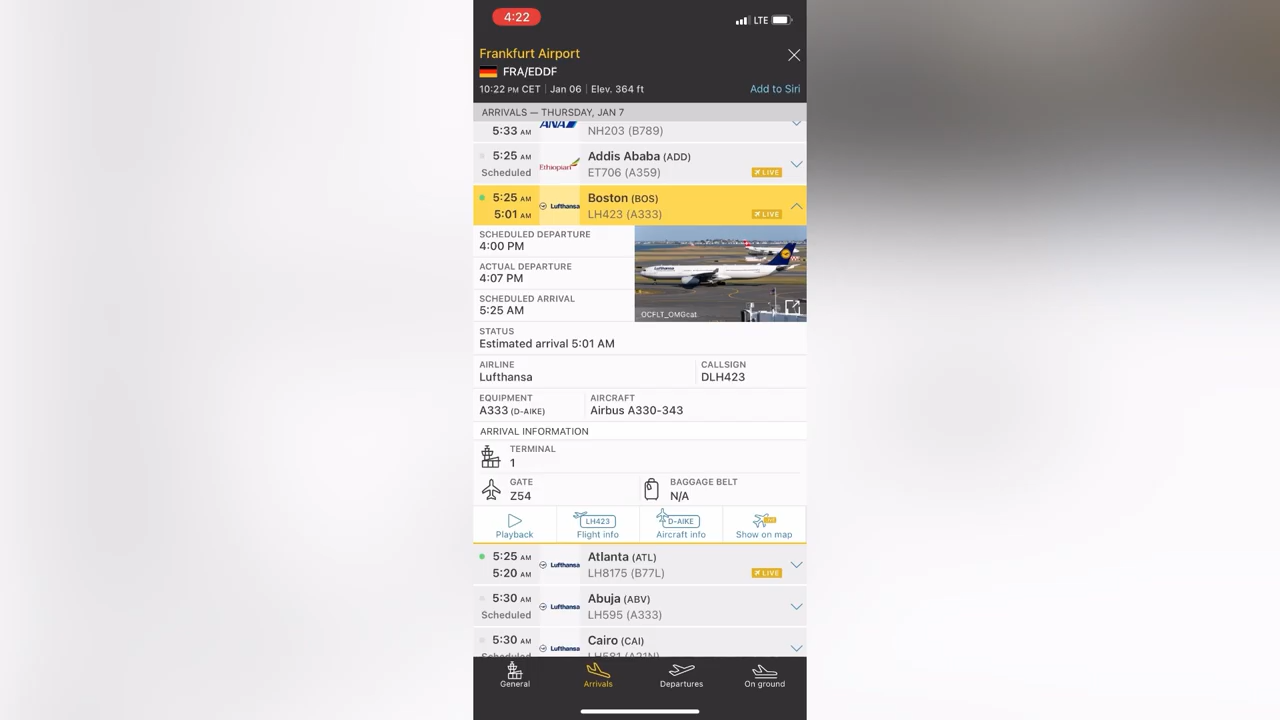 4:22
LTE
Frankfurt Airport
FRA/EDDF
10:22 PM CET | Jan 06 | Elev. 364 ft
Add to Siri
ARRIVALS — THURSDAY, JAN 7
5:33 AM ANA NH203 (B789)
5:25 AM Ethiopian Addis Ababa (ADD)
Scheduled ET706 (A359) LIVE
5:25 AM Lufthansa Boston (BOS)
5:01 AM LH423 (A333) LIVE
SCHEDULED DEPARTURE
4:00 PM
ACTUAL DEPARTURE
4:07 PM
SCHEDULED ARRIVAL
5:25 AM
Lufthansa
OCFLT_OMGcat
STATUS
Estimated arrival 5:01 AM
AIRLINE
Lufthansa
CALLSIGN
DLH423
EQUIPMENT
A333 (D-AIKE)
AIRCRAFT
Airbus A330-343
ARRIVAL INFORMATION
TERMINAL
1
GATE
Z54
BAGGAGE BELT
N/A
Playback
LH423
Flight info
D-AIKE
Aircraft info
LIVE
Show on map
5:25 AM Lufthansa Atlanta (ATL)
5:20 AM LH8175 (B77L) LIVE
5:30 AM Lufthansa Abuja (ABV)
Scheduled LH595 (A333)
5:30 AM Lufthansa Cairo (CAI)
Scheduled LH581 (A21N)
General
Arrivals
Departures
On ground